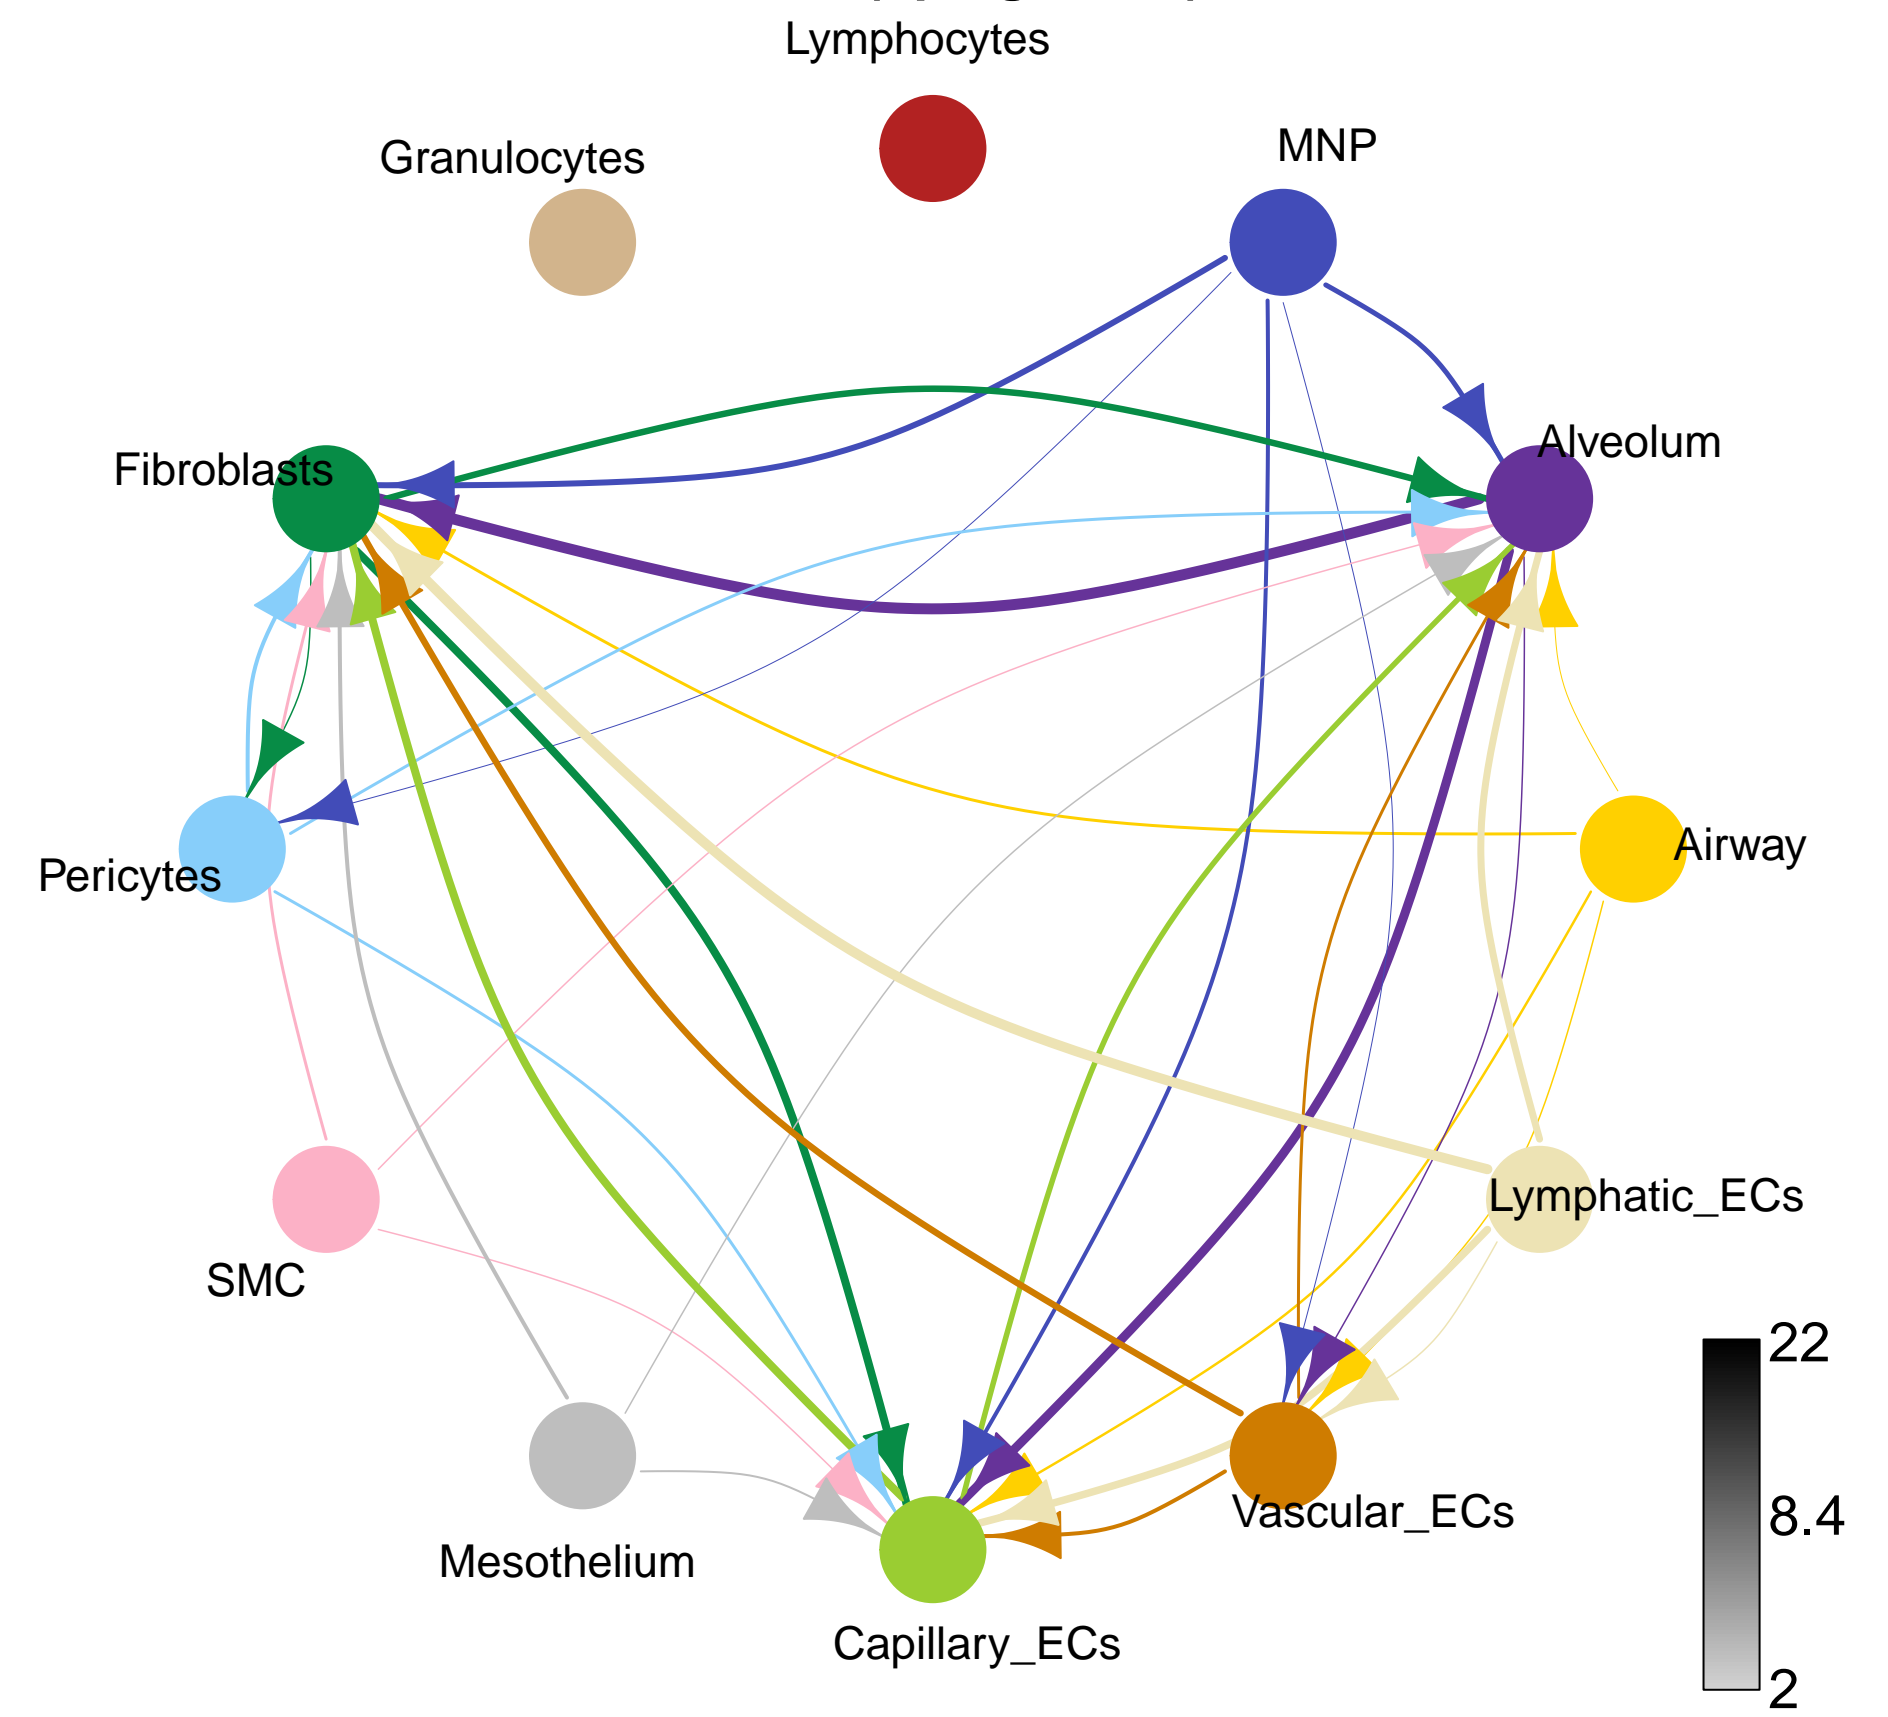 Lymphocytes
MNP
Granulocytes
Alveolum
Fibroblasts
Airway
Pericytes
Lymphatic_ECs
SMC
22
Vascular_ECs
8.4
Mesothelium
Capillary_ECs
2